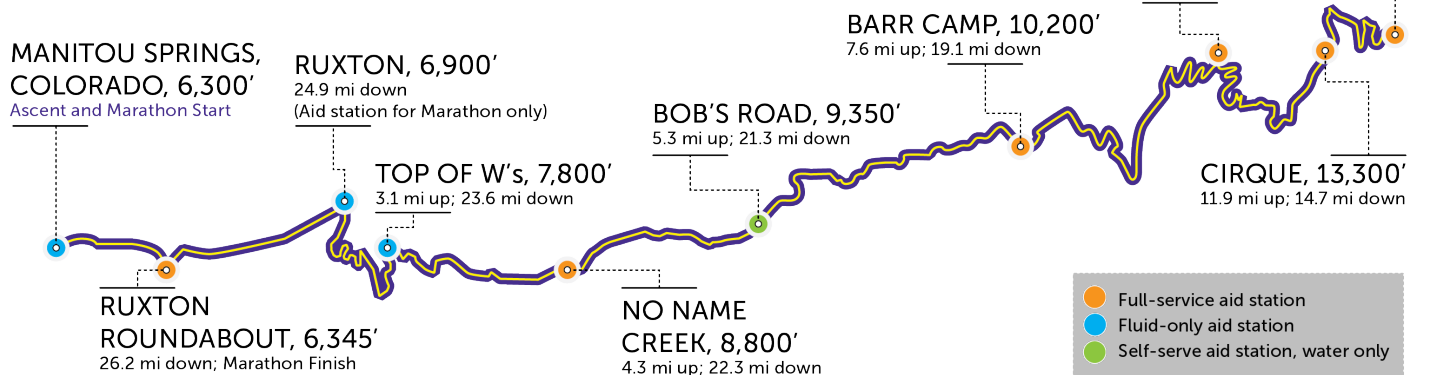 MANITOU SPRINGS,
COLORADO, 6,300′
Ascent and Marathon Start
RUXTON, 6,900′
24.9 mi down
(Aid station for Marathon only)
TOP OF W's, 7,800′
3.1 mi up; 23.6 mi down
RUXTON
ROUNDABOUT, 6,345′
26.2 mi down; Marathon Finish
NO NAME
CREEK, 8,800′
4.3 mi up; 22.3 mi down
BOB'S ROAD, 9,350′
5.3 mi up; 21.3 mi down
BARR CAMP, 10,200′
7.6 mi up; 19.1 mi down
CIRQUE, 13,300′
11.9 mi up; 14.7 mi down
Full-service aid station
Fluid-only aid station
Self-serve aid station, water only